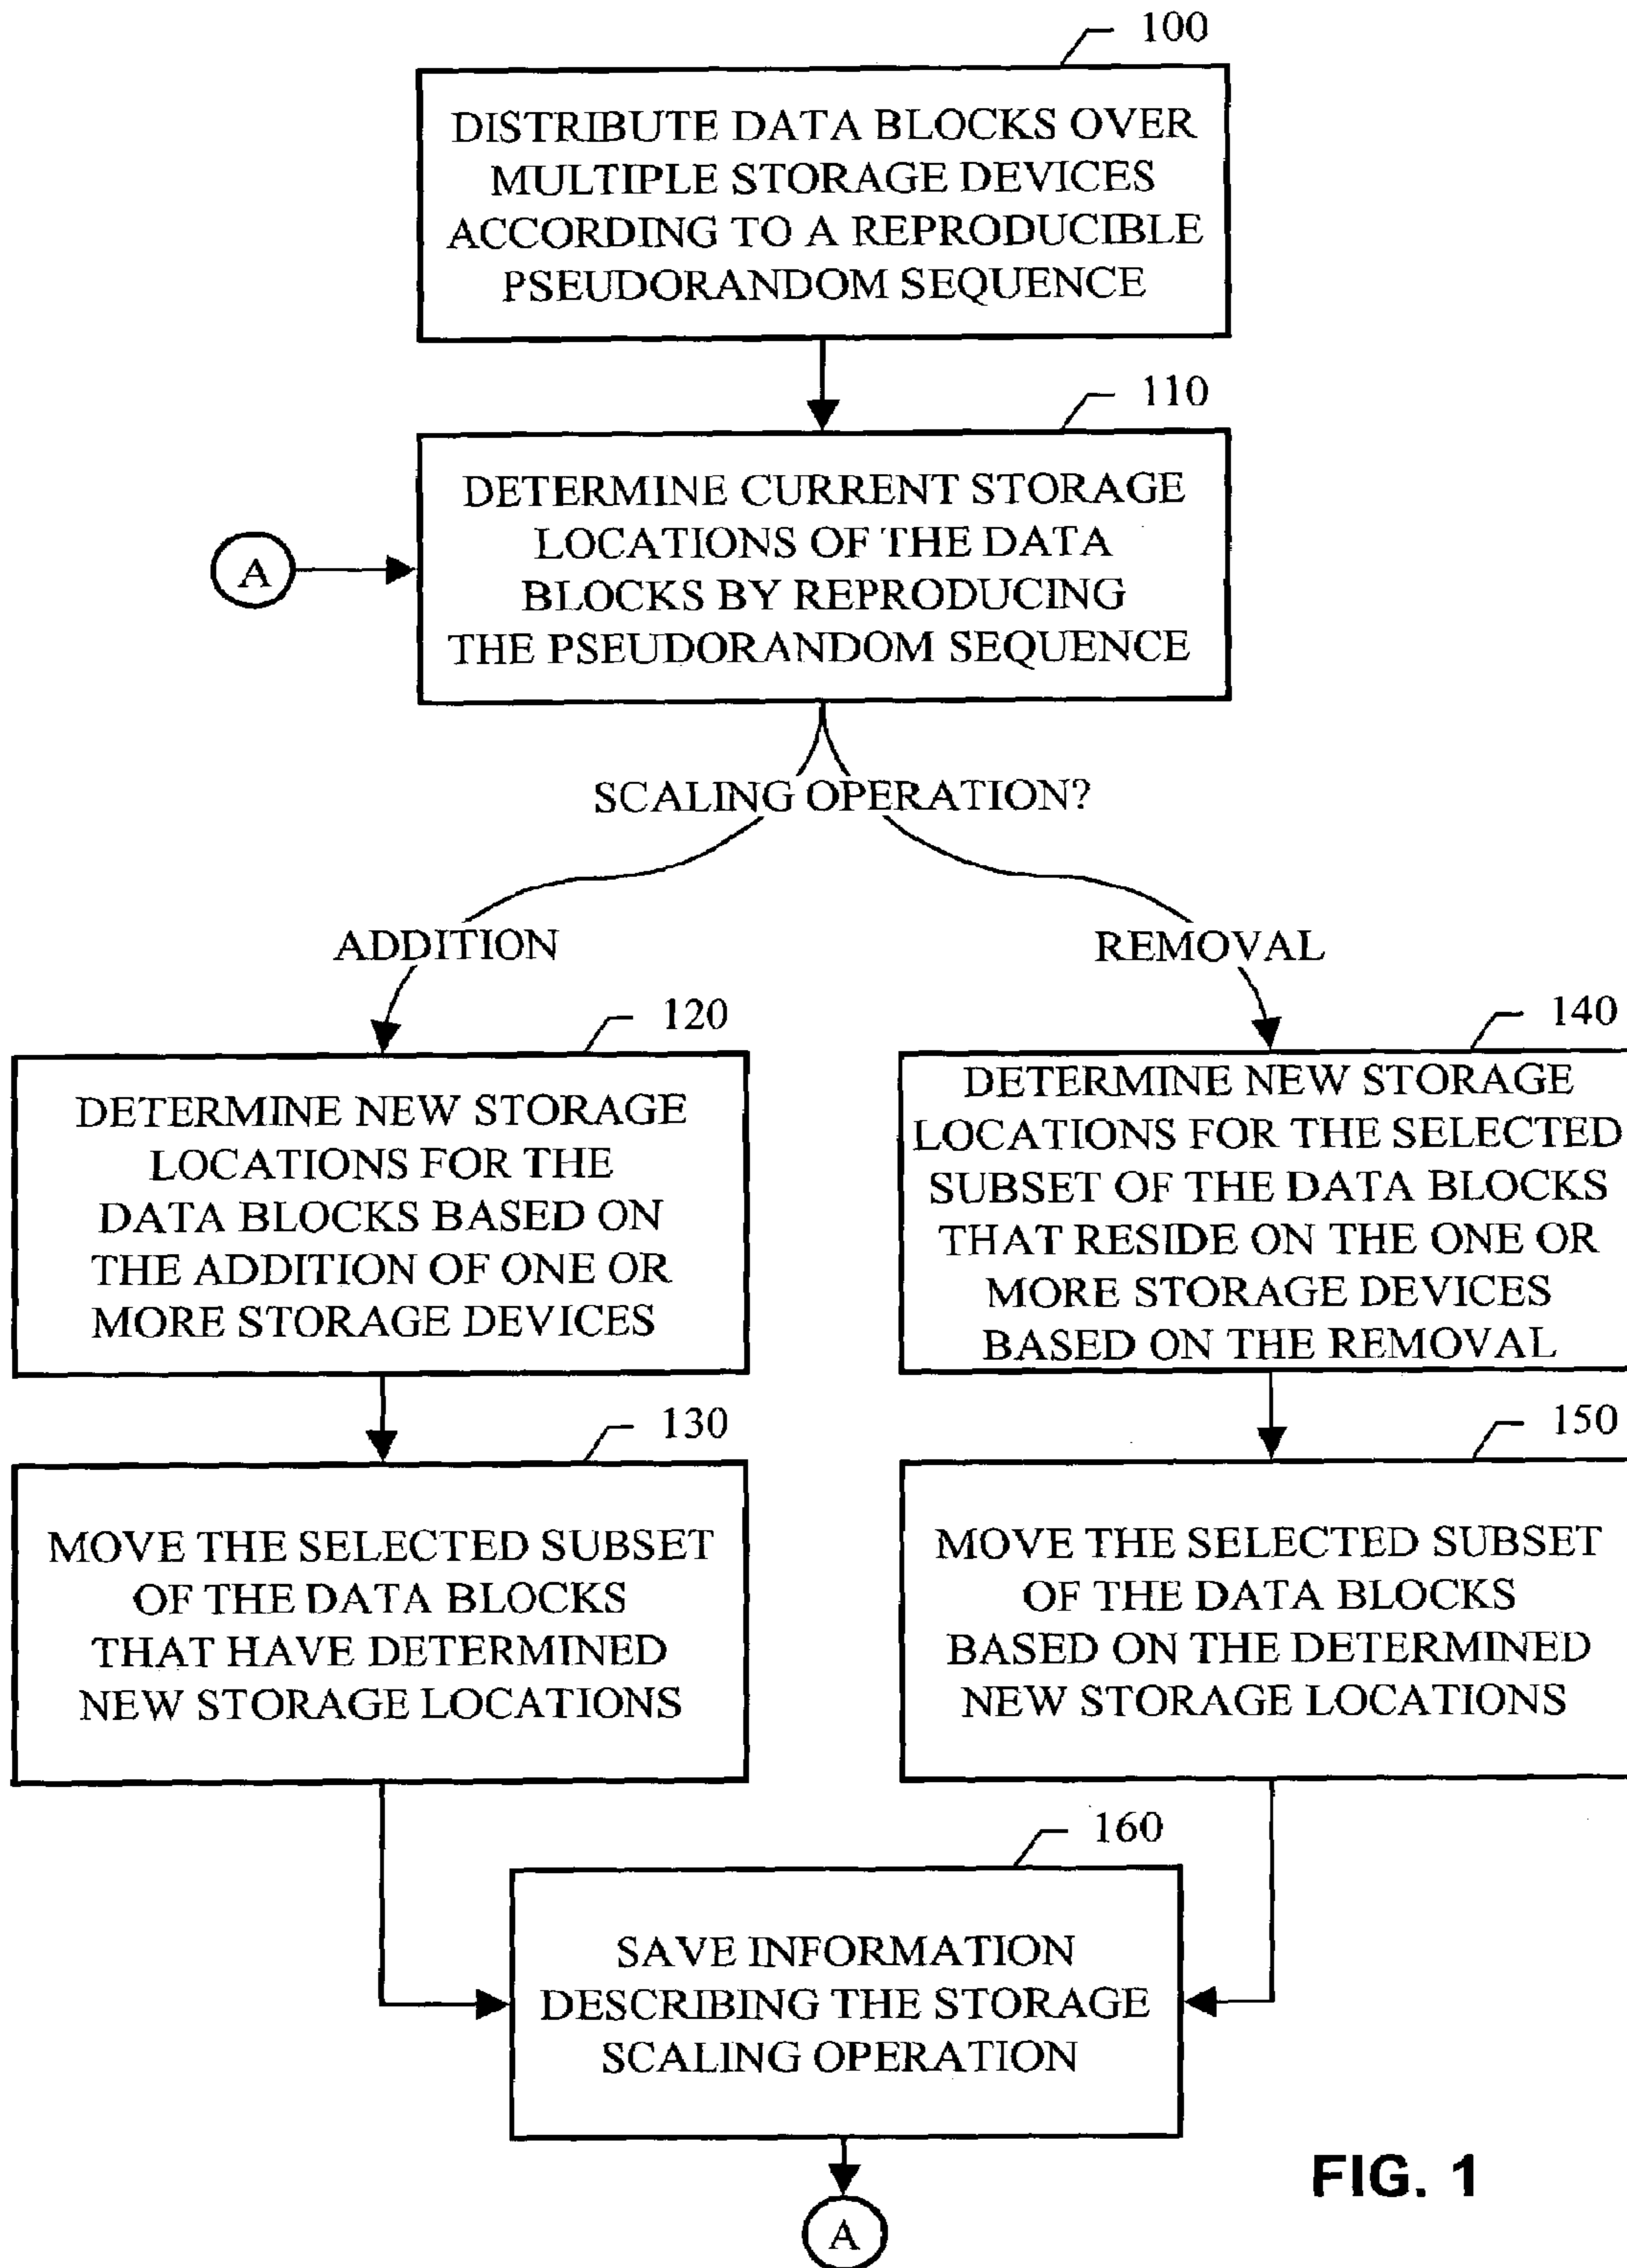 100
DISTRIBUTE DATA BLOCKS OVER
MULTIPLE STORAGE DEVICES
ACCORDING TO A REPRODUCIBLE
PSEUDORANDOM SEQUENCE
110
DETERMINE CURRENT STORAGE
LOCATIONS OF THE DATA
BLOCKS BY REPRODUCING
THE PSEUDORANDOM SEQUENCE
A
SCALING OPERATION?
ADDITION
REMOVAL
120
DETERMINE NEW STORAGE
LOCATIONS FOR THE
DATA BLOCKS BASED ON
THE ADDITION OF ONE OR
MORE STORAGE DEVICES
140
DETERMINE NEW STORAGE
LOCATIONS FOR THE SELECTED
SUBSET OF THE DATA BLOCKS
THAT RESIDE ON THE ONE OR
MORE STORAGE DEVICES
BASED ON THE REMOVAL
130
MOVE THE SELECTED SUBSET
OF THE DATA BLOCKS
THAT HAVE DETERMINED
NEW STORAGE LOCATIONS
150
MOVE THE SELECTED SUBSET
OF THE DATA BLOCKS
BASED ON THE DETERMINED
NEW STORAGE LOCATIONS
160
SAVE INFORMATION
DESCRIBING THE STORAGE
SCALING OPERATION
A
FIG. 1